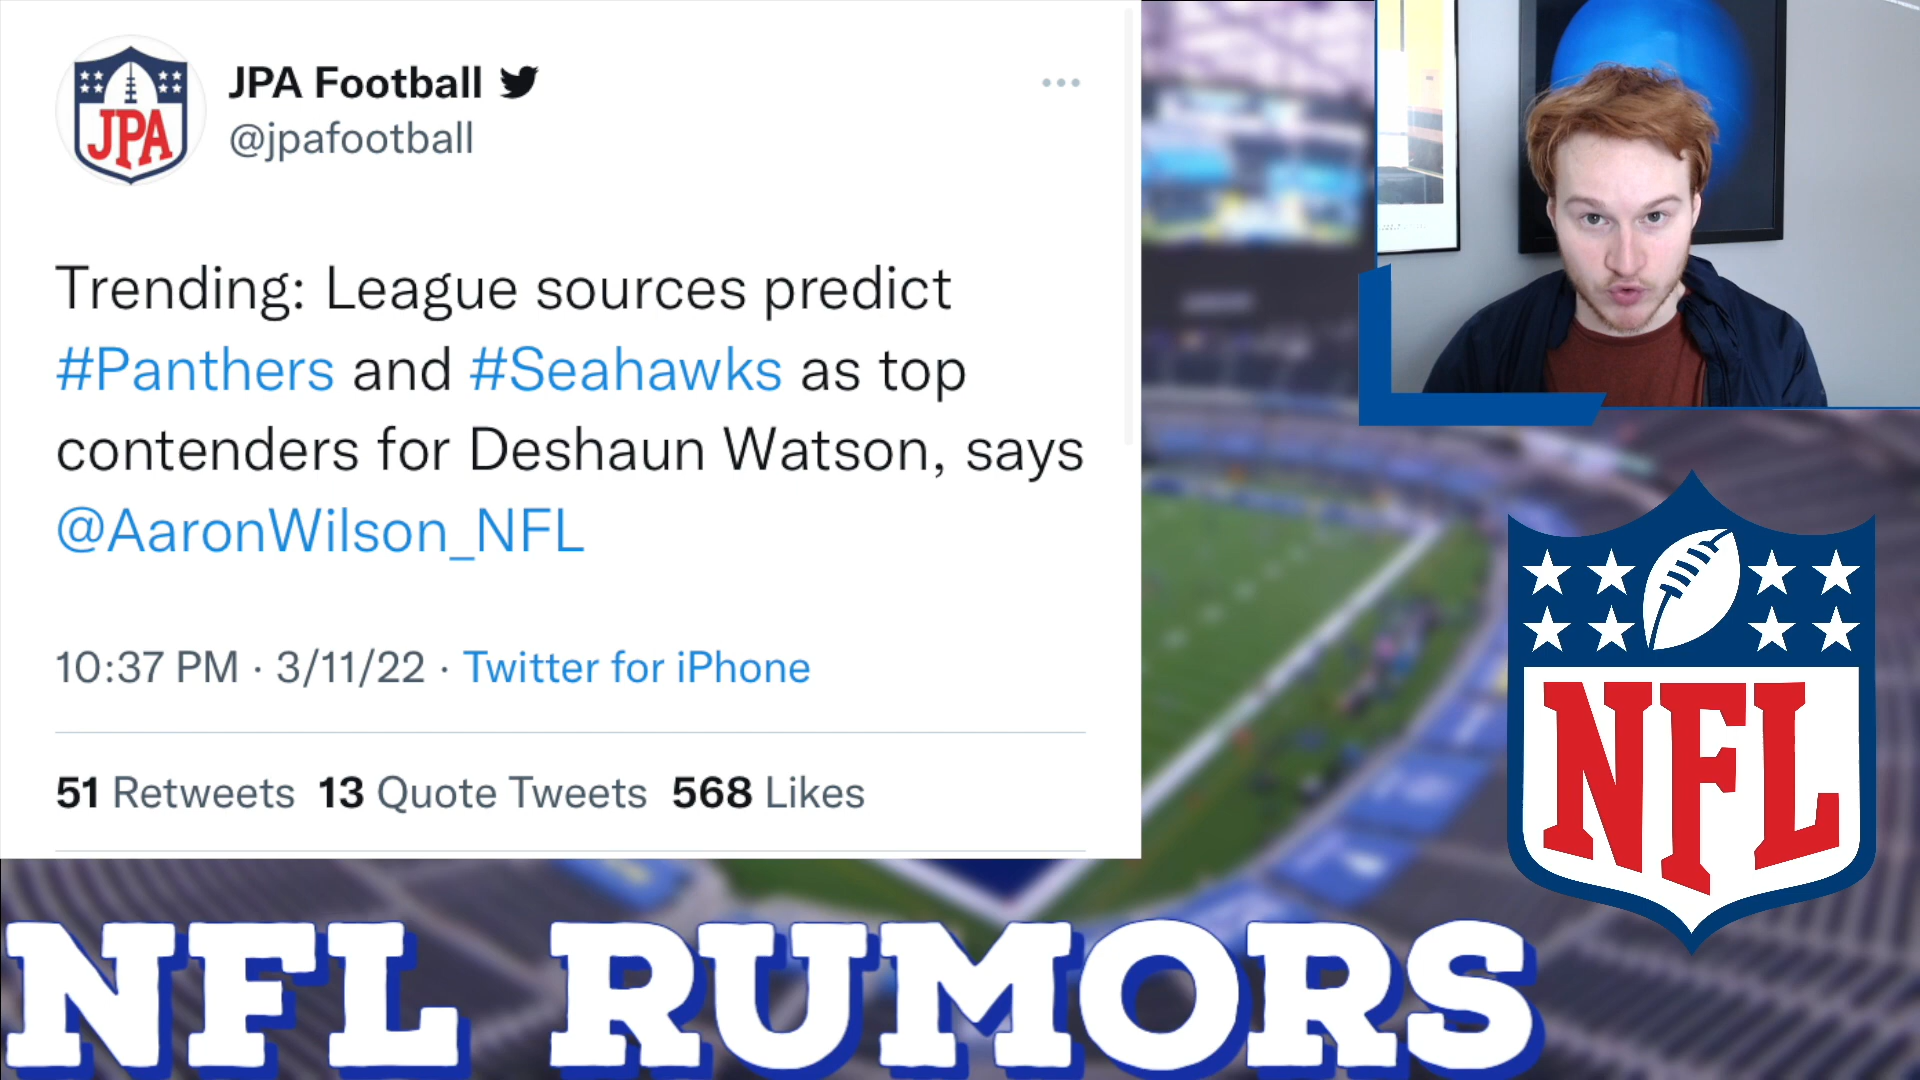 JPA
JPA Football
@jpafootball
Trending: League sources predict
#Panthers and #Seahawks as top
contenders for Deshaun Watson, says
@AaronWilson_NFL
10:37 PM · 3/11/22 · Twitter for iPhone
51 Retweets 13 Quote Tweets 568 Likes
NFL
NFL RUMORS